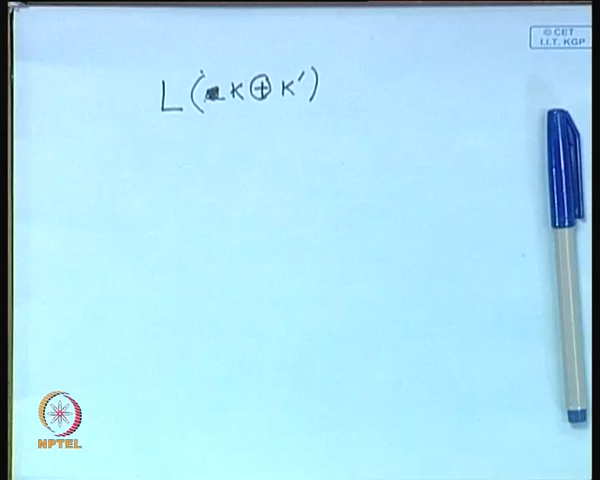 © CET
I.I.T. KGP
L ( K ⊕ K' )
NPTEL